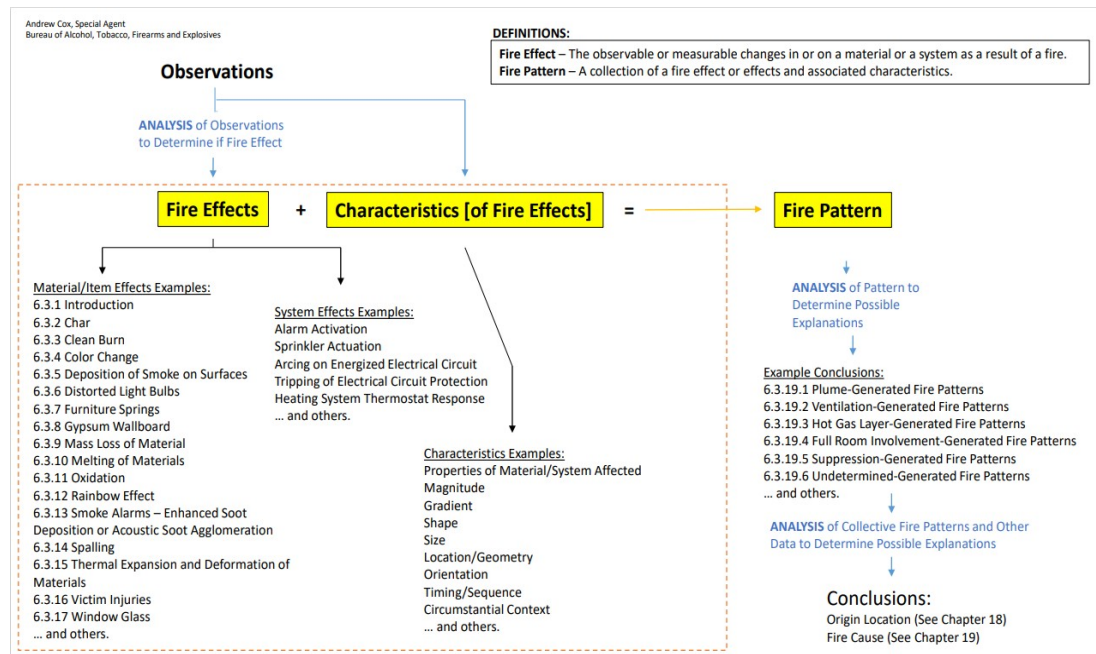 Andrew Cox, Special Agent
Bureau of Alcohol, Tobacco, Firearms and Explosives
DEFINITIONS:
Fire Effect – The observable or measurable changes in or on a material or a system as a result of a fire.
Fire Pattern – A collection of a fire effect or effects and associated characteristics.
Observations
ANALYSIS of Observations
to Determine if Fire Effect
Fire Effects
+
Characteristics [of Fire Effects]
=
Fire Pattern
Material/Item Effects Examples:
6.3.1 Introduction
6.3.2 Char
6.3.3 Clean Burn
6.3.4 Color Change
6.3.5 Deposition of Smoke on Surfaces
6.3.6 Distorted Light Bulbs
6.3.7 Furniture Springs
6.3.8 Gypsum Wallboard
6.3.9 Mass Loss of Material
6.3.10 Melting of Materials
6.3.11 Oxidation
6.3.12 Rainbow Effect
6.3.13 Smoke Alarms – Enhanced Soot
Deposition or Acoustic Soot Agglomeration
6.3.14 Spalling
6.3.15 Thermal Expansion and Deformation of
Materials
6.3.16 Victim Injuries
6.3.17 Window Glass
… and others.
System Effects Examples:
Alarm Activation
Sprinkler Actuation
Arcing on Energized Electrical Circuit
Tripping of Electrical Circuit Protection
Heating System Thermostat Response
… and others.
Characteristics Examples:
Properties of Material/System Affected
Magnitude
Gradient
Shape
Size
Location/Geometry
Orientation
Timing/Sequence
Circumstantial Context
… and others.
ANALYSIS of Pattern to
Determine Possible
Explanations
Example Conclusions:
6.3.19.1 Plume-Generated Fire Patterns
6.3.19.2 Ventilation-Generated Fire Patterns
6.3.19.3 Hot Gas Layer-Generated Fire Patterns
6.3.19.4 Full Room Involvement-Generated Fire Patterns
6.3.19.5 Suppression-Generated Fire Patterns
6.3.19.6 Undetermined-Generated Fire Patterns
… and others.
ANALYSIS of Collective Fire Patterns and Other
Data to Determine Possible Explanations
Conclusions:
Origin Location (See Chapter 18)
Fire Cause (See Chapter 19)